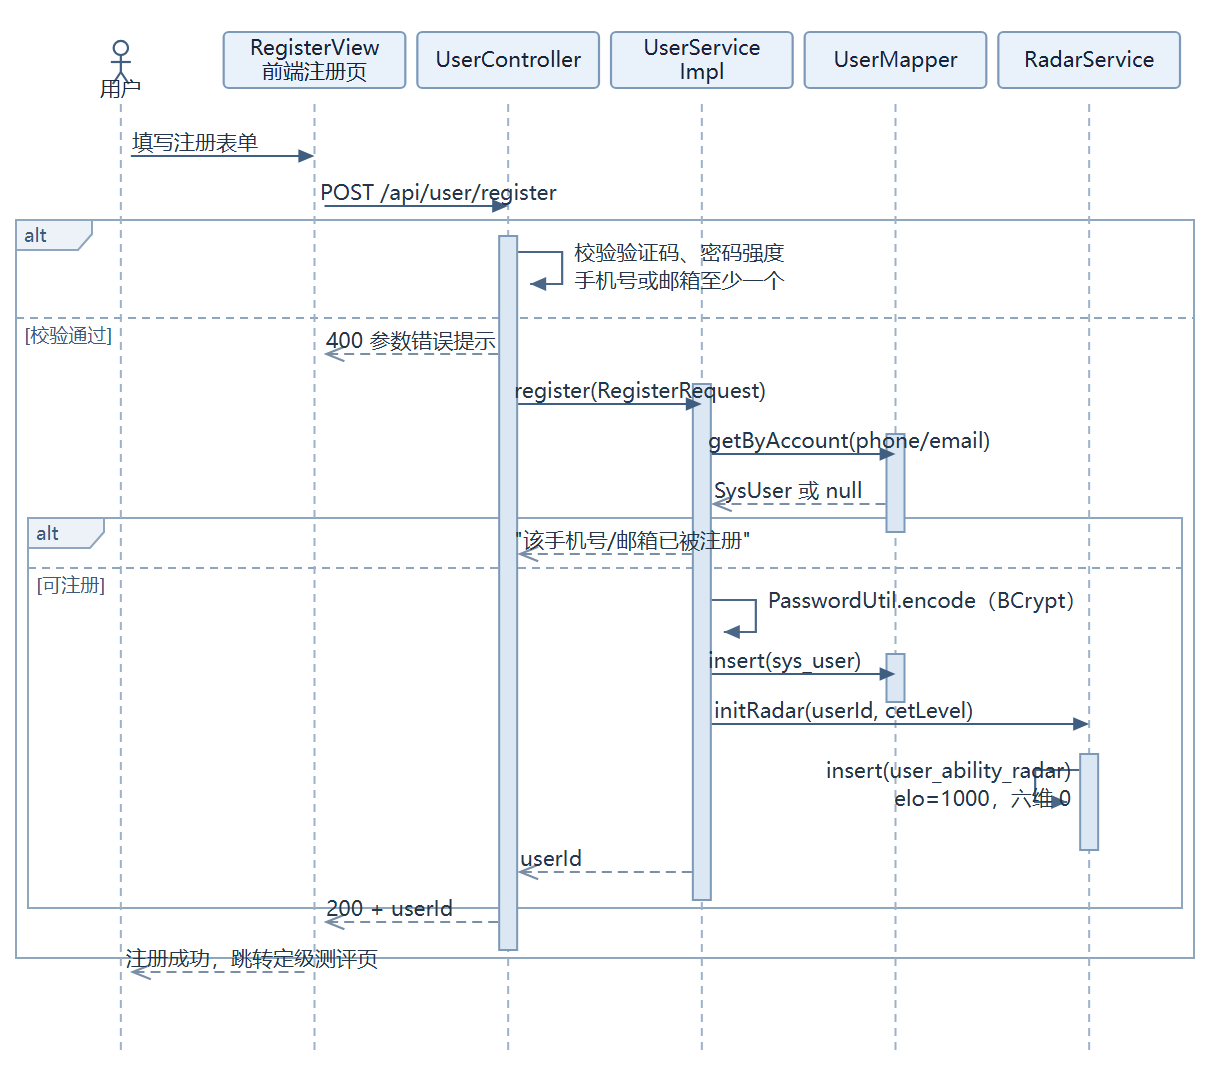 用户
RegisterView
前端注册页
UserController
UserService
Impl
UserMapper
RadarService
填写注册表单
POST /api/user/register
alt
校验验证码、密码强度
手机号或邮箱至少一个
[校验通过]
400 参数错误提示
register(RegisterRequest)
getByAccount(phone/email)
SysUser 或 null
alt
"该手机号/邮箱已被注册"
[可注册]
PasswordUtil.encode（BCrypt）
insert(sys_user)
initRadar(userId, cetLevel)
insert(user_ability_radar)
elo=1000，六维 0
userId
200 + userId
注册成功，跳转定级测评页